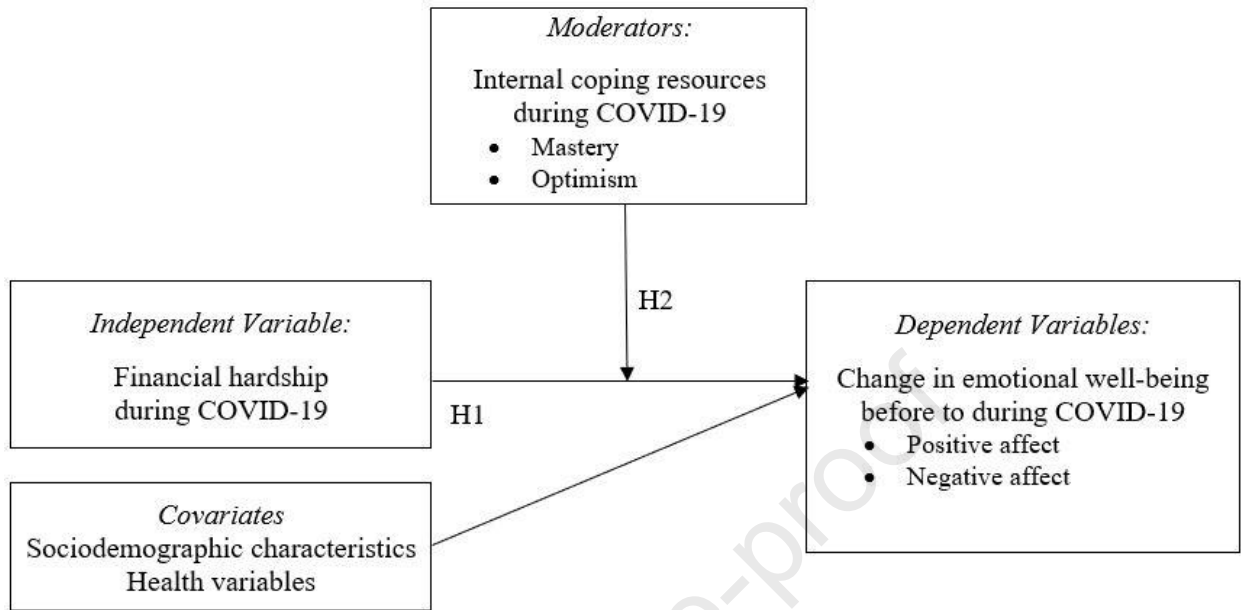 Moderators:
Internal coping resources
during COVID-19
• Mastery
• Optimism
H2
Independent Variable:
Financial hardship
during COVID-19
H1
Dependent Variables:
Change in emotional well-being
before to during COVID-19
• Positive affect
• Negative affect
Covariates
Sociodemographic characteristics
Health variables
-proof